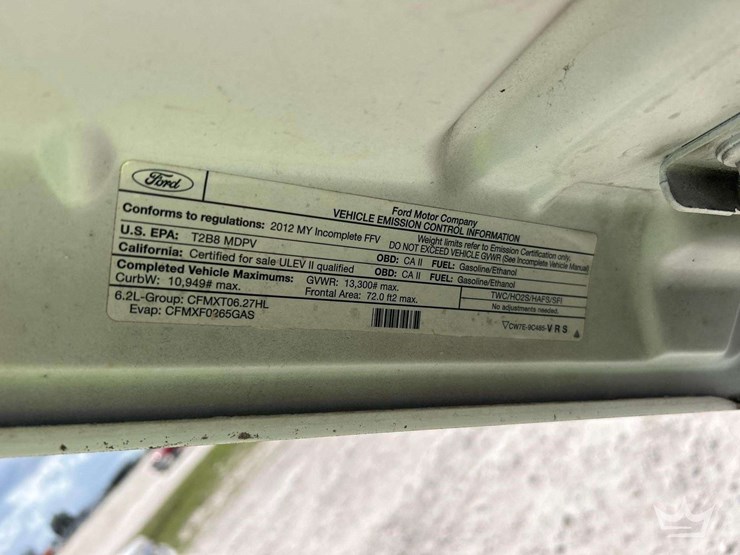 Ford
Ford Motor Company
VEHICLE EMISSION CONTROL INFORMATION
Conforms to regulations: 2012 MY Incomplete FFV
Weight limits refer to Emission Certification only.
DO NOT EXCEED VEHICLE GVWR (See Incomplete Vehicle Manual)
U.S. EPA: T2B8 MDPV OBD: CA II FUEL: Gasoline/Ethanol
California: Certified for sale ULEV II qualified OBD: CA II FUEL: Gasoline/Ethanol
Completed Vehicle Maximums: GVWR: 13,300# max.
CurbW: 10,949# max. Frontal Area: 72.0 ft2 max.
TWC/HO2S/HAFS/SFI
No adjustments needed.
6.2L-Group: CFMXT06.27HL
Evap: CFMXF0265GAS
CW7E-9C485-VRS